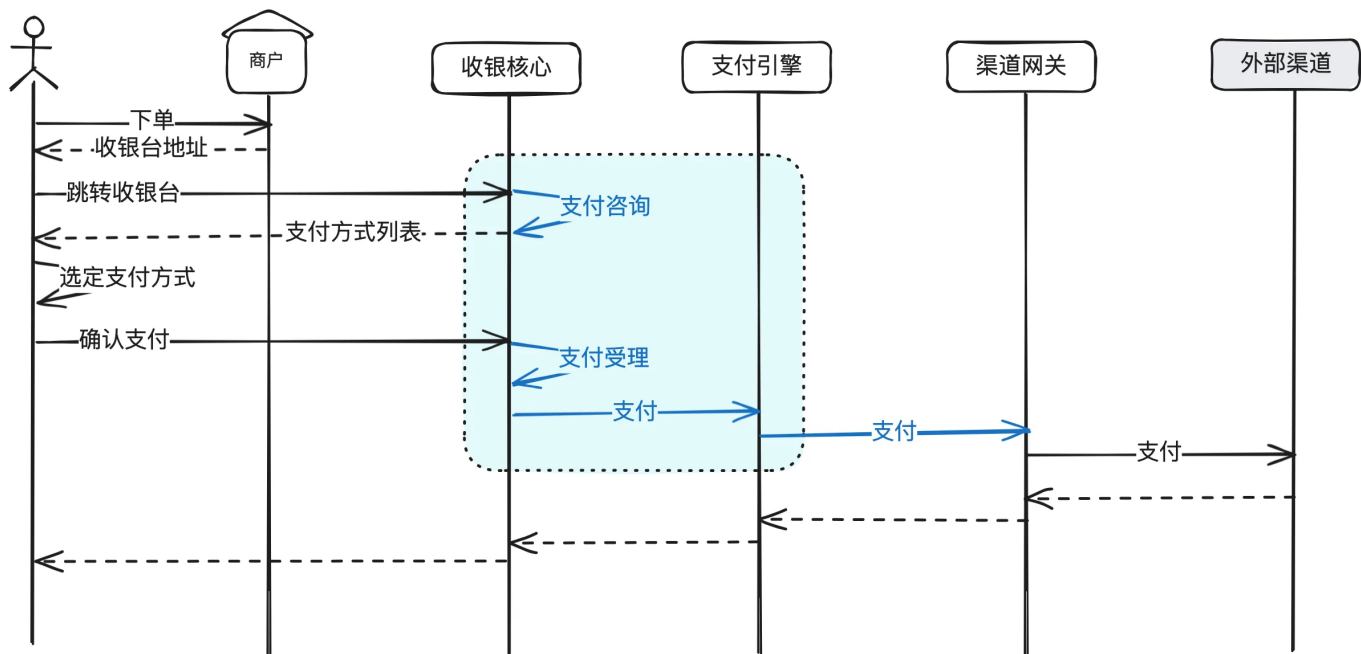 商户
收银核心
支付引擎
渠道网关
外部渠道
下单
收银台地址
跳转收银台
支付咨询
支付方式列表
选定支付方式
确认支付
支付受理
支付
支付
支付